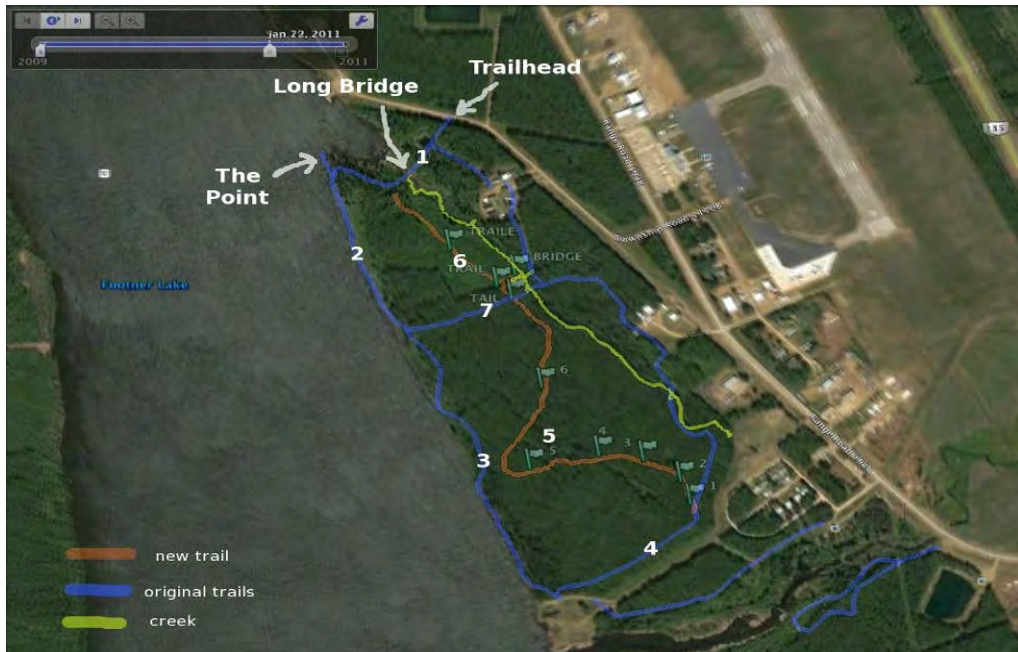 Jan 22, 2011
2009
2011
Trailhead
Long Bridge
The
Point
1
2
3
4
5
6
7
35
Footner Lake
TRAILE
BRIDGE
TRAIL
TAIL
6
5
4
3
2
1
new trail
original trails
creek